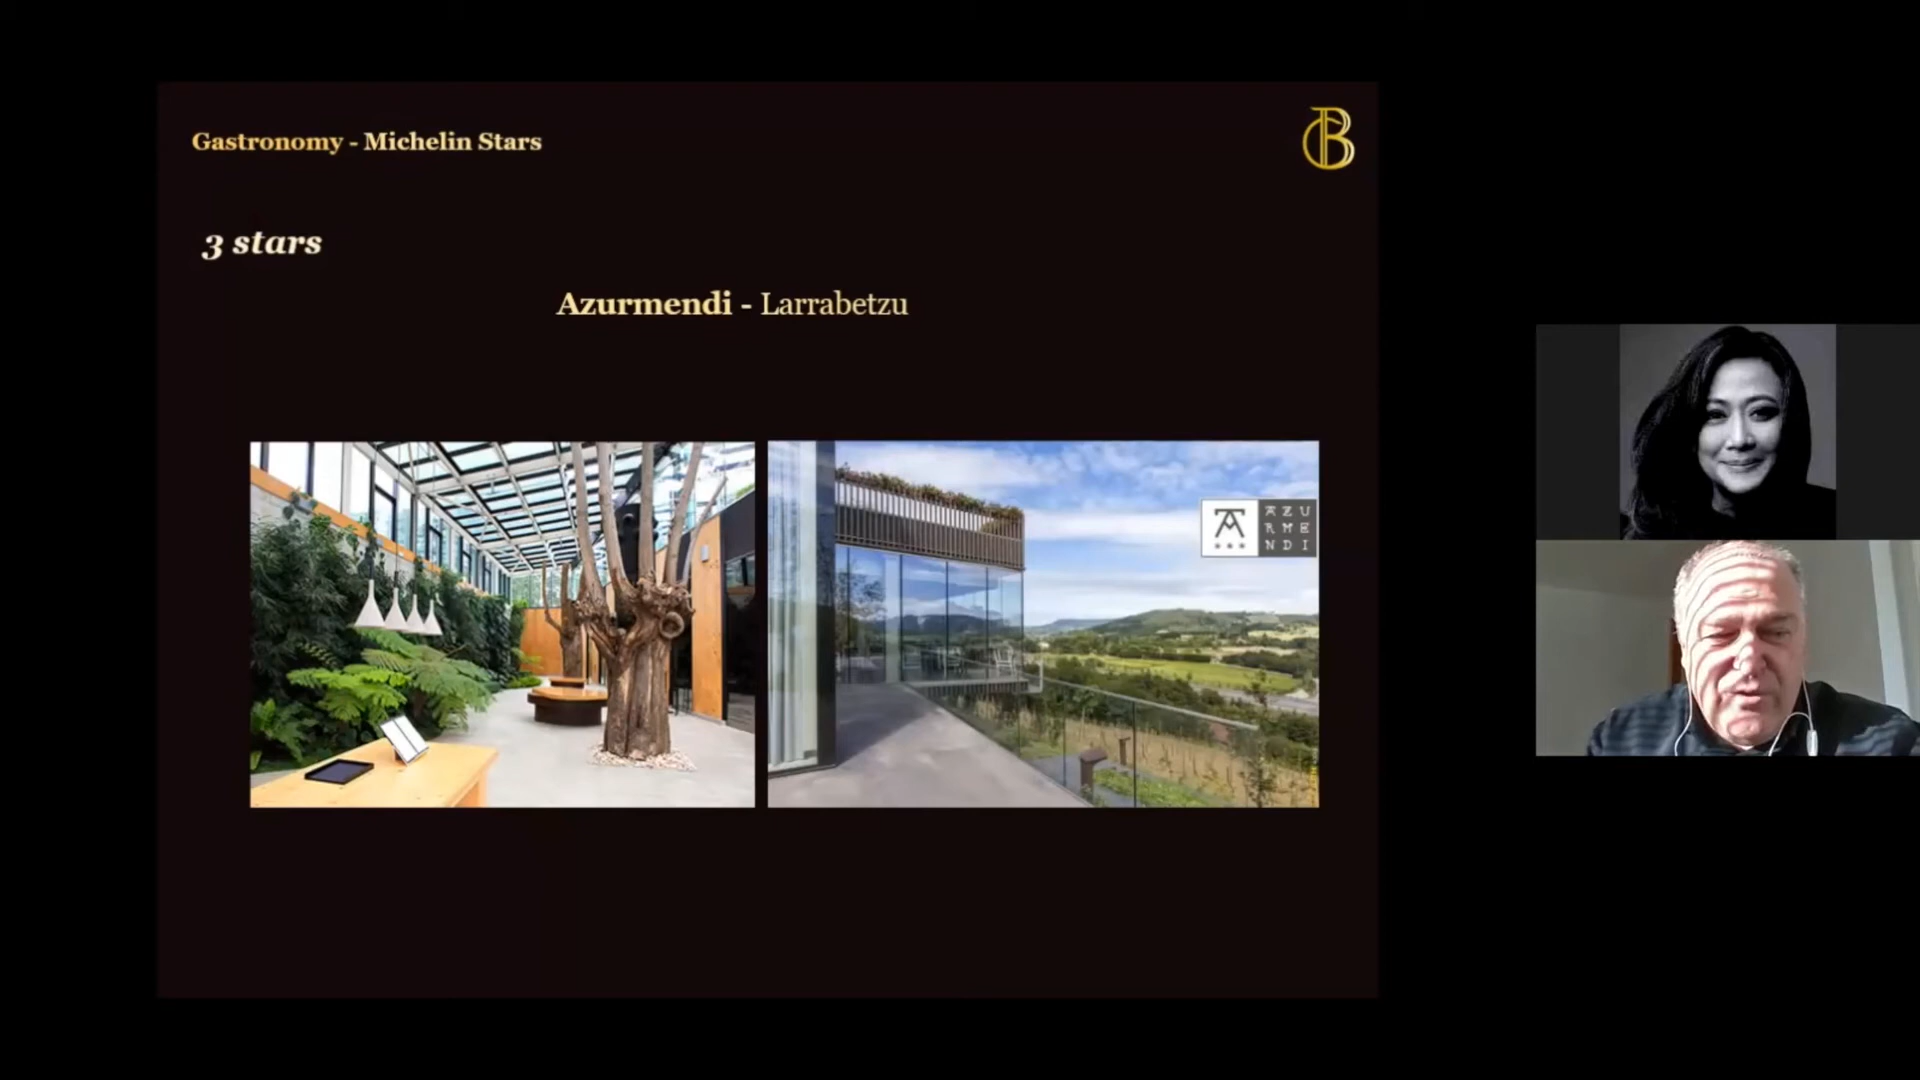 Gastronomy - Michelin Stars
B
3 stars
Azurmendi - Larrabetzu
AZU
RME
NDI